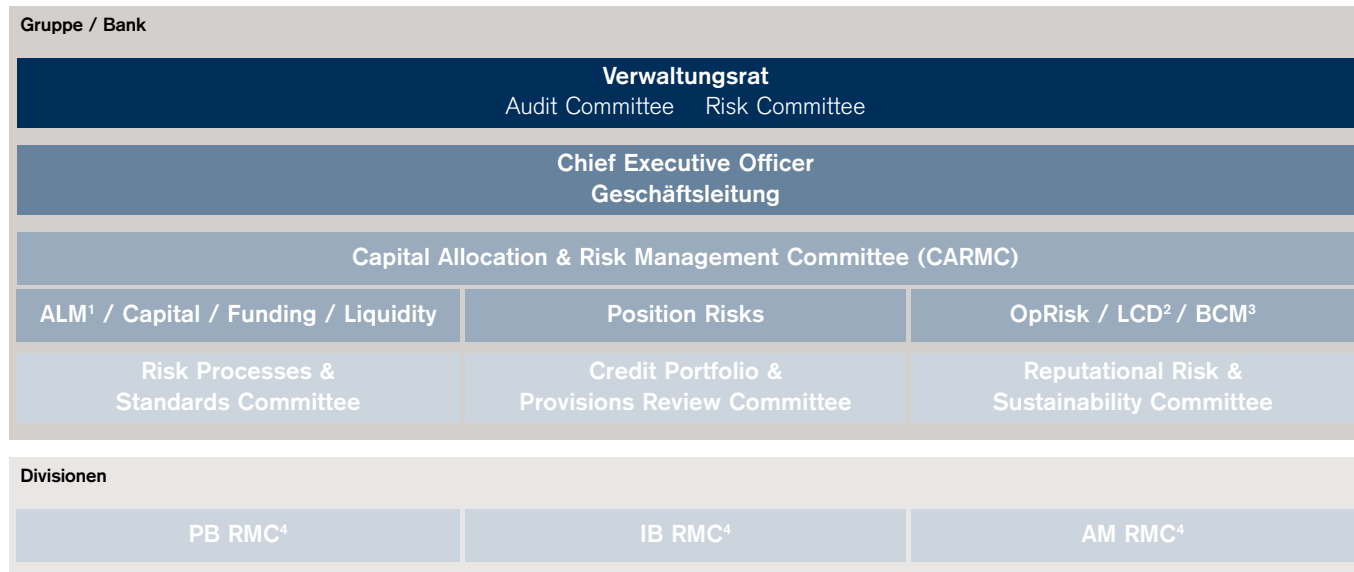 Gruppe / Bank
Verwaltungsrat
Audit Committee Risk Committee
Chief Executive Officer
Geschäftsleitung
Capital Allocation & Risk Management Committee (CARMC)
ALM¹ / Capital / Funding / Liquidity
Position Risks
OpRisk / LCD² / BCM³
Risk Processes &
Standards Committee
Credit Portfolio &
Provisions Review Committee
Reputational Risk &
Sustainability Committee
Divisionen
PB RMC⁴
IB RMC⁴
AM RMC⁴